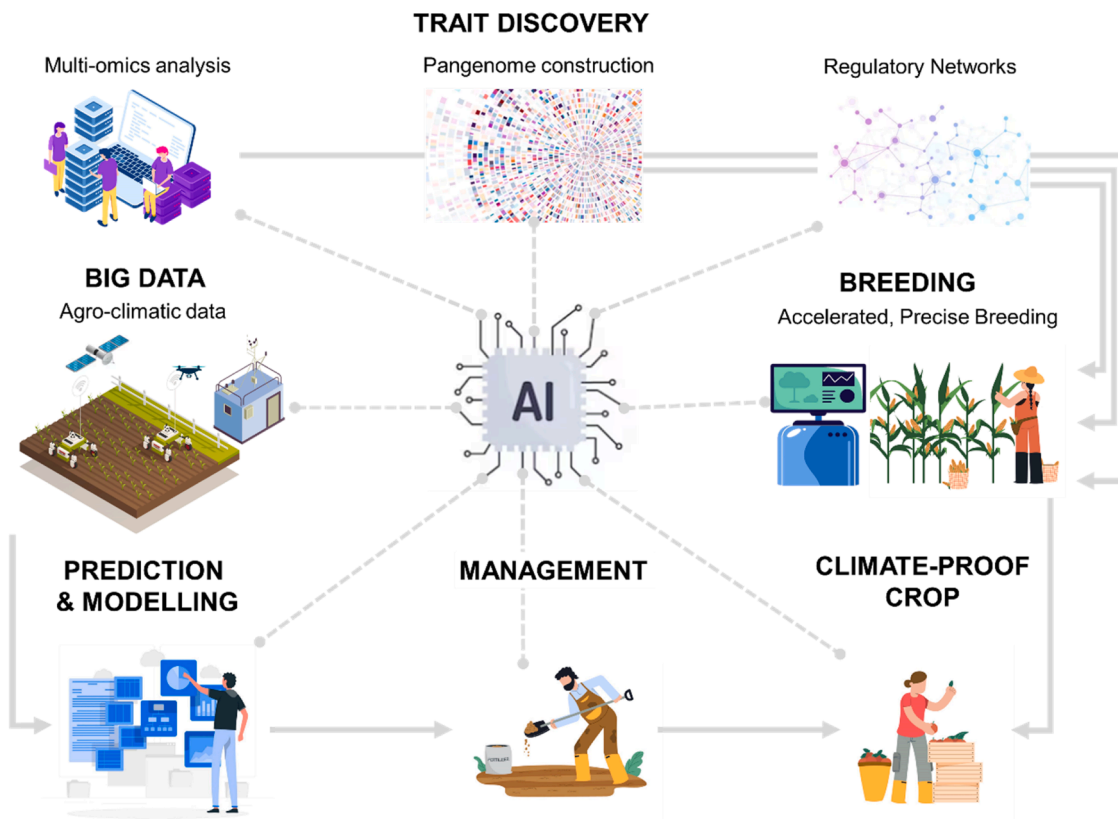 TRAIT DISCOVERY
Multi-omics analysis
Pangenome construction
Regulatory Networks
BIG DATA
Agro-climatic data
BREEDING
Accelerated, Precise Breeding
AI
PREDICTION
& MODELLING
MANAGEMENT
CLIMATE-PROOF
CROP